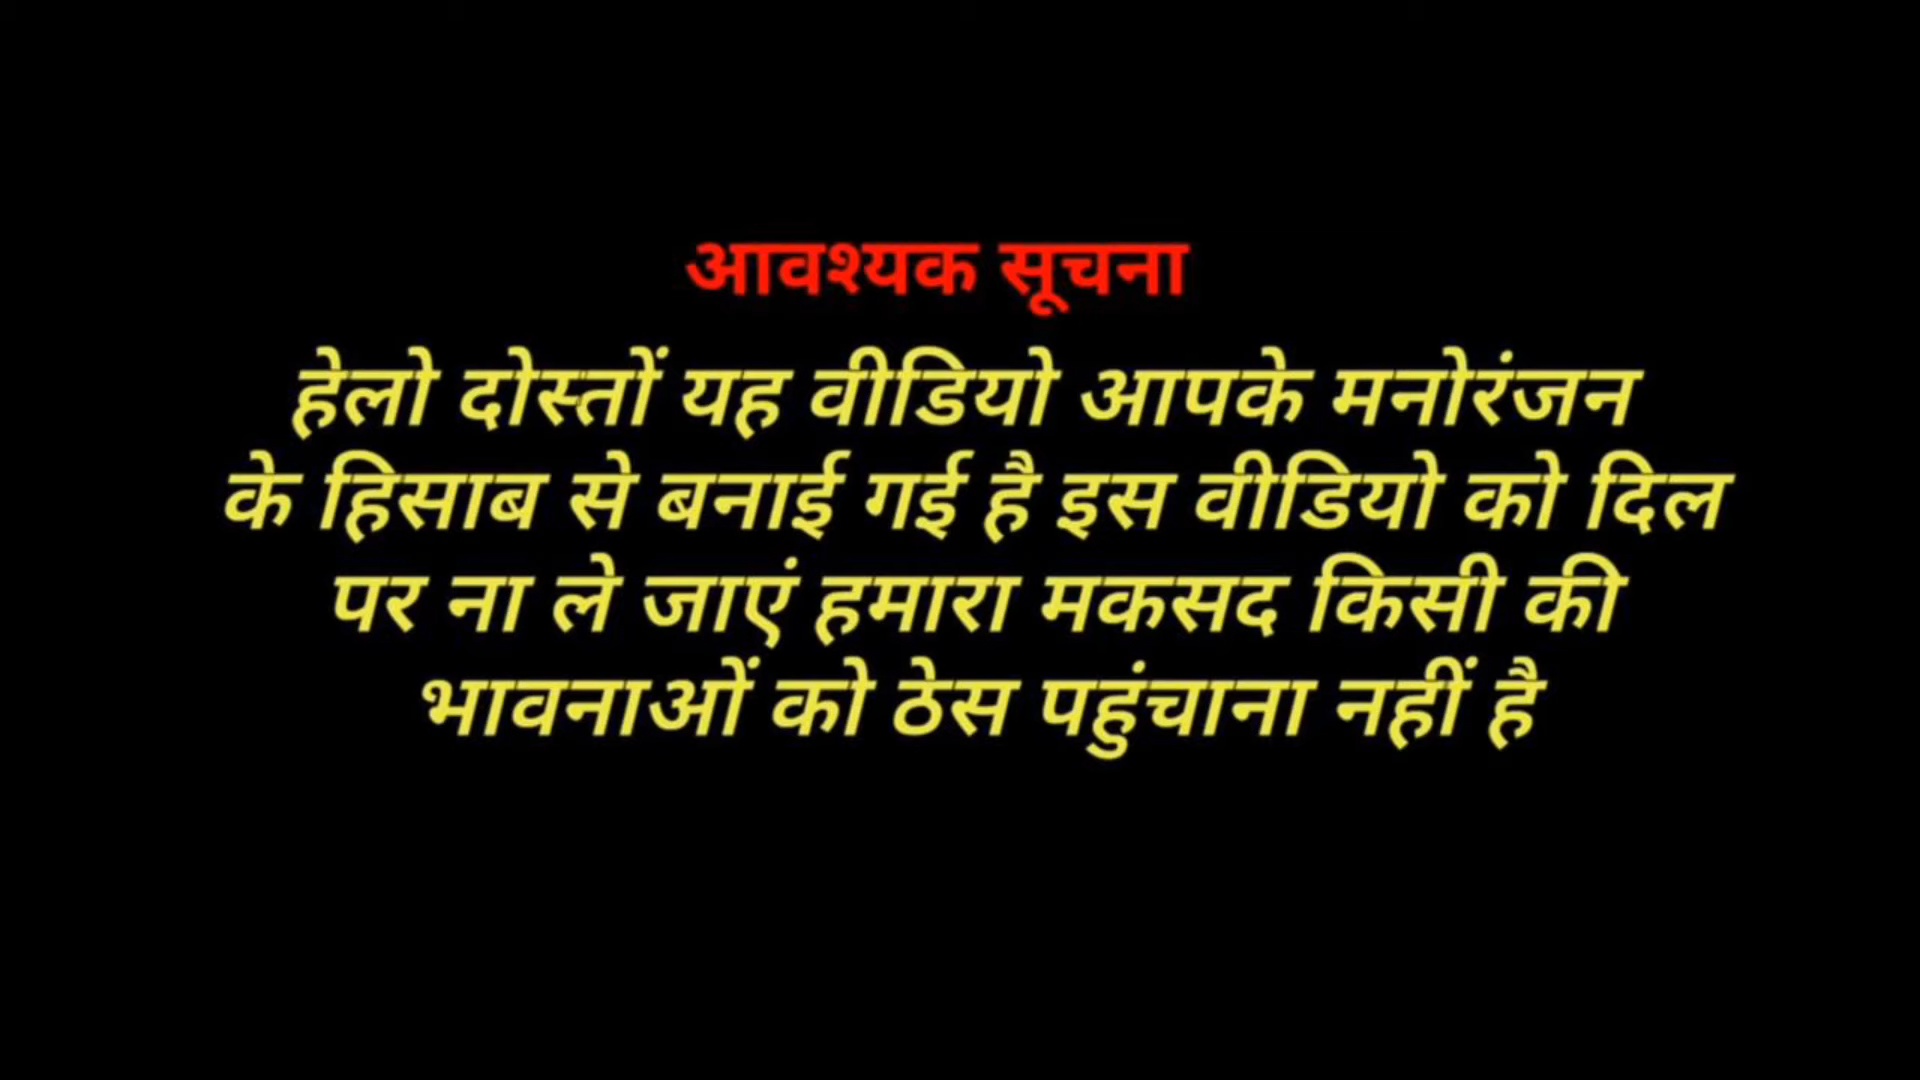 आवश्यक सूचना
हेलो दोस्तों यह वीडियो आपके मनोरंजन
के हिसाब से बनाई गई है इस वीडियो को दिल
पर ना ले जाएं हमारा मकसद किसी की
भावनाओं को ठेस पहुंचाना नहीं है